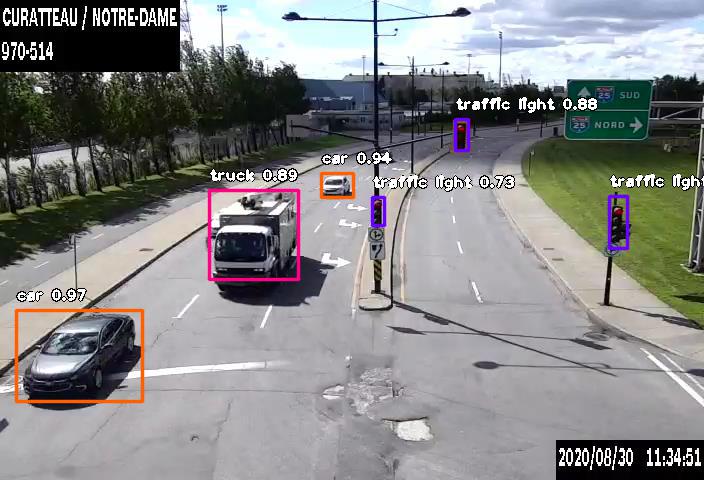 CURATTEAU / NOTRE-DAME
970-514
traffic light 0.88
25 SUD
25 NORD
car 0.94
truck 0.89
traffic light 0.73
traffic light
car 0.97
2020/08/30 11:34:51